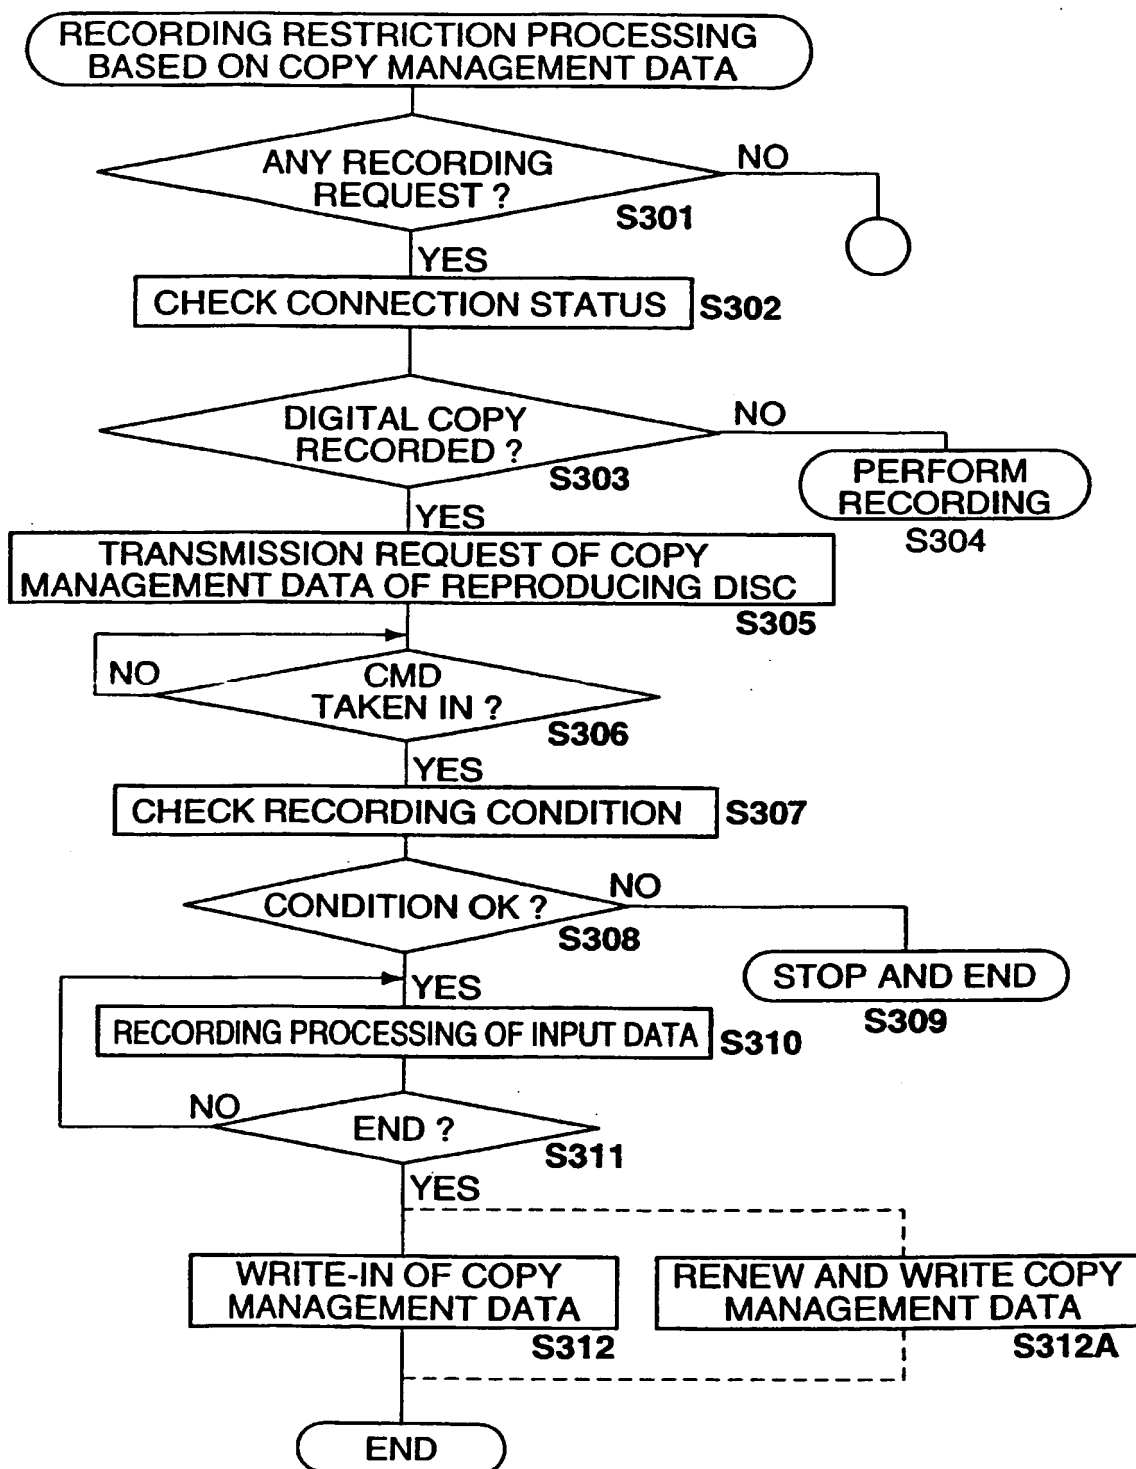 RECORDING RESTRICTION PROCESSING
BASED ON COPY MANAGEMENT DATA
ANY RECORDING
REQUEST ?
S301
NO
YES
CHECK CONNECTION STATUS
S302
DIGITAL COPY
RECORDED ?
S303
NO
PERFORM
RECORDING
S304
YES
TRANSMISSION REQUEST OF COPY
MANAGEMENT DATA OF REPRODUCING DISC
S305
NO
CMD
TAKEN IN ?
S306
YES
CHECK RECORDING CONDITION
S307
CONDITION OK ?
S308
NO
STOP AND END
S309
YES
RECORDING PROCESSING OF INPUT DATA
S310
NO
END ?
S311
YES
WRITE-IN OF COPY
MANAGEMENT DATA
S312
RENEW AND WRITE COPY
MANAGEMENT DATA
S312A
END